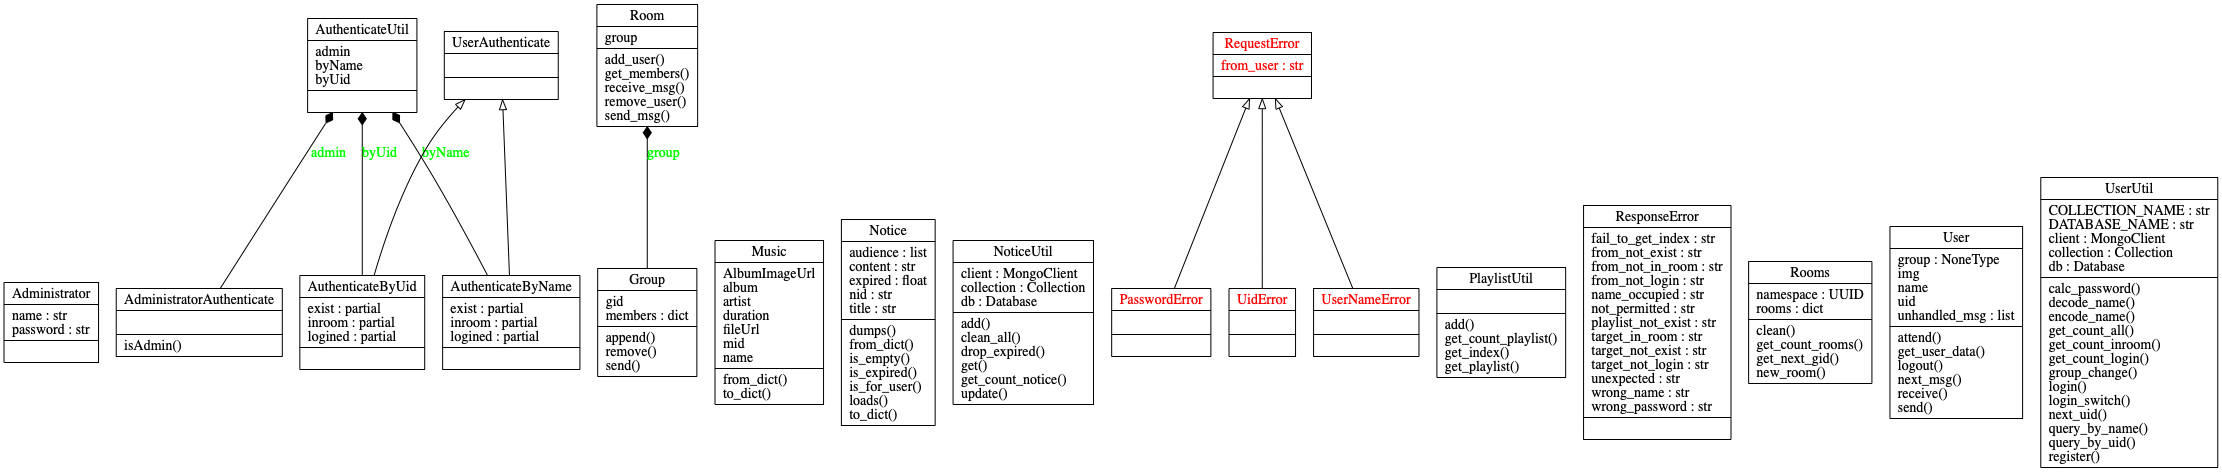 AuthenticateUtil
admin
byName
byUid
UserAuthenticate
Room
group
add_user()
get_members()
receive_msg()
remove_user()
send_msg()
RequestError
from_user : str
admin
byUid
byName
group
Administrator
name : str
password : str
AdministratorAuthenticate
isAdmin()
AuthenticateByUid
exist : partial
inroom : partial
logined : partial
AuthenticateByName
exist : partial
inroom : partial
logined : partial
Group
gid
members : dict
append()
remove()
send()
Music
AlbumImageUrl
album
artist
duration
fileUrl
mid
name
from_dict()
to_dict()
Notice
audience : list
content : str
expired : float
nid : str
title : str
dumps()
from_dict()
is_empty()
is_expired()
is_for_user()
loads()
to_dict()
NoticeUtil
client : MongoClient
collection : Collection
db : Database
add()
clean_all()
drop_expired()
get()
get_count_notice()
update()
PasswordError
UidError
UserNameError
PlaylistUtil
add()
get_count_playlist()
get_index()
get_playlist()
ResponseError
fail_to_get_index : str
from_not_exist : str
from_not_in_room : str
from_not_login : str
name_occupied : str
not_permitted : str
playlist_not_exist : str
target_in_room : str
target_not_exist : str
target_not_login : str
unexpected : str
wrong_name : str
wrong_password : str
Rooms
namespace : UUID
rooms : dict
clean()
get_count_rooms()
get_next_gid()
new_room()
User
group : NoneType
img
name
uid
unhandled_msg : list
attend()
get_user_data()
logout()
next_msg()
receive()
send()
UserUtil
COLLECTION_NAME : str
DATABASE_NAME : str
client : MongoClient
collection : Collection
db : Database
calc_password()
decode_name()
encode_name()
get_count_all()
get_count_inroom()
get_count_login()
group_change()
login()
login_switch()
next_uid()
query_by_name()
query_by_uid()
register()